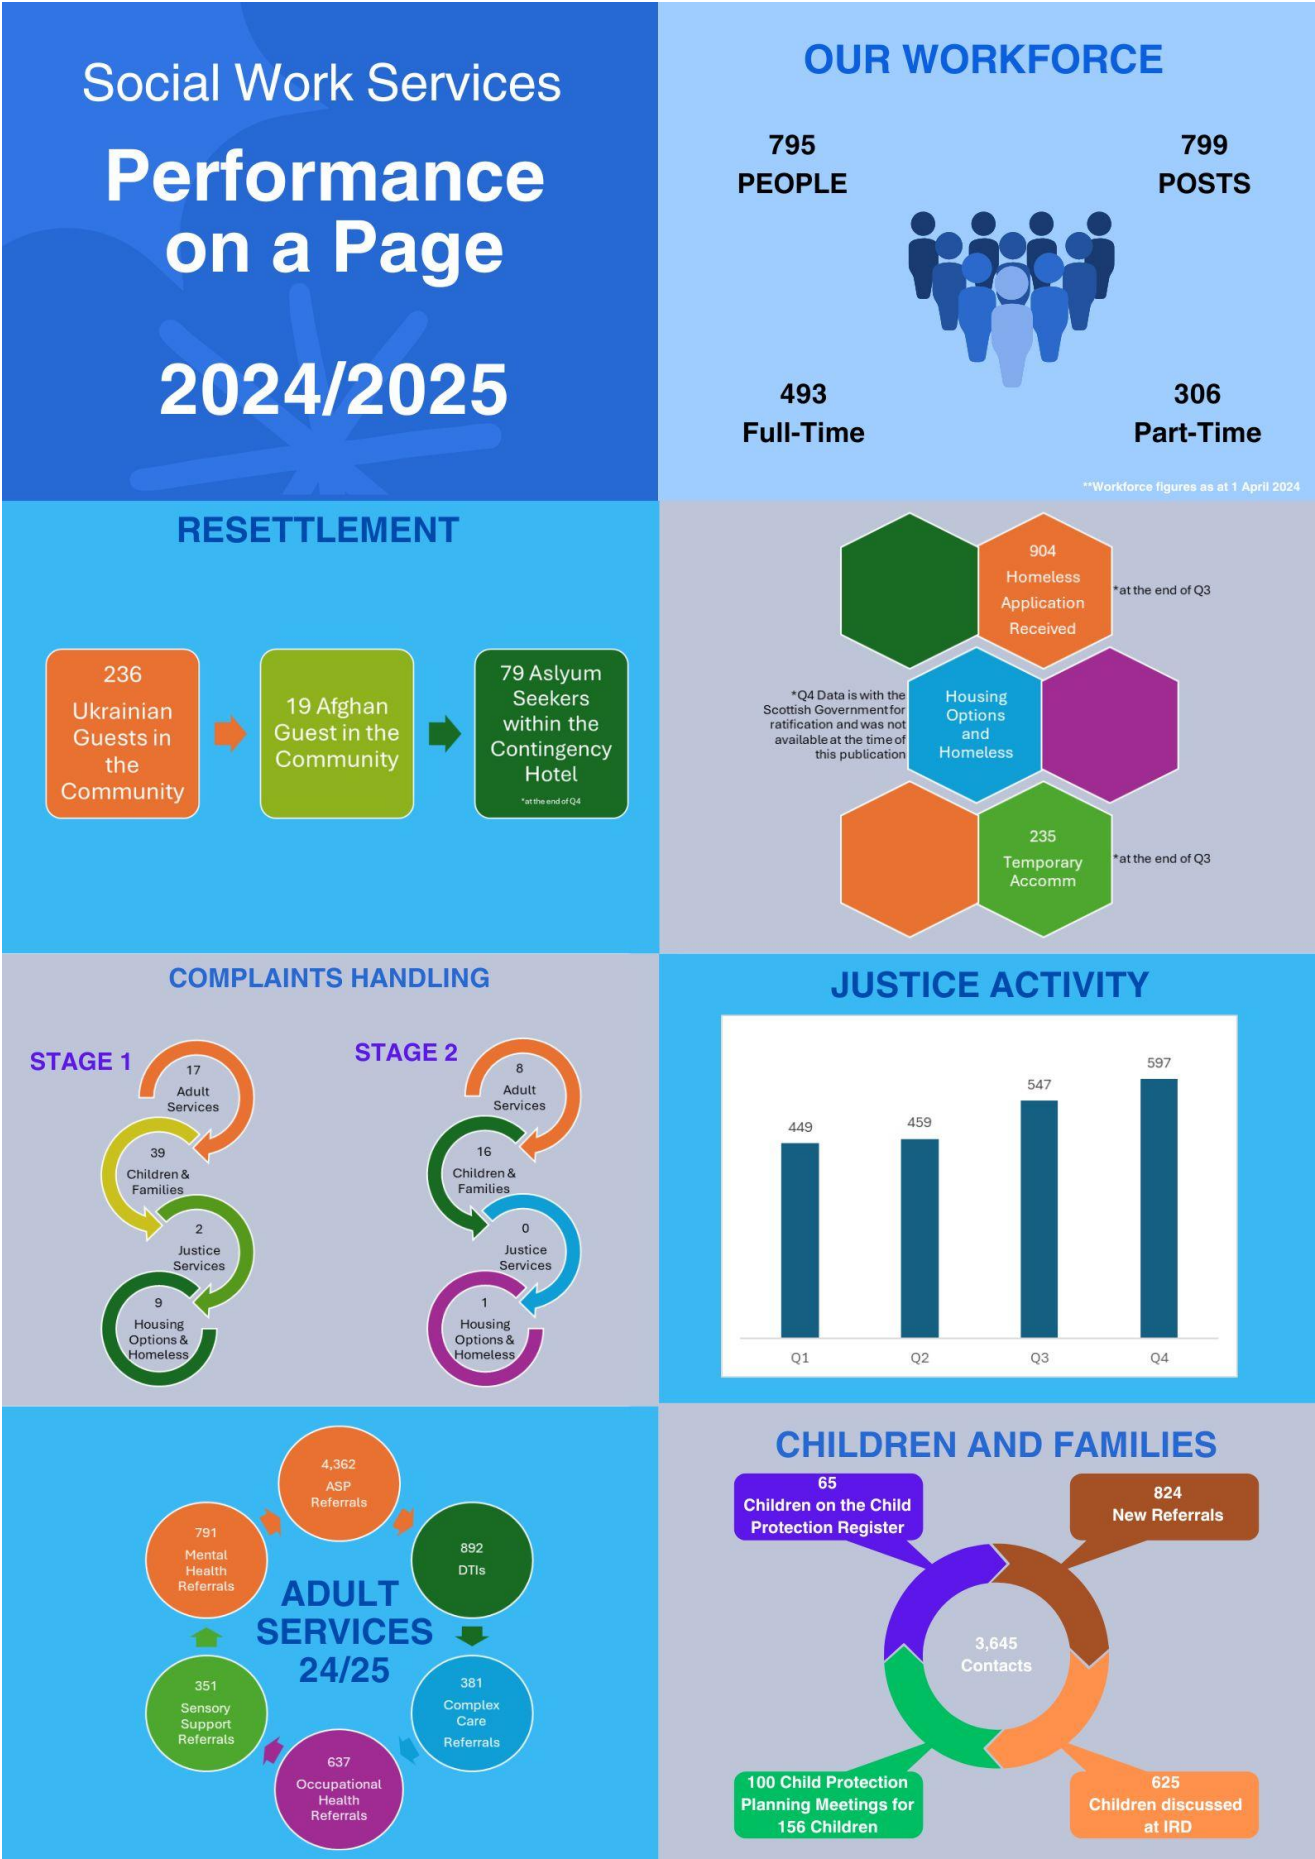 Social Work Services
Performance
on a Page
2024/2025
OUR WORKFORCE
795
PEOPLE
799
POSTS
493
Full-Time
306
Part-Time
**Workforce figures as at 1 April 2024
RESETTLEMENT
236
Ukrainian
Guests in
the
Community
19 Afghan
Guest in the
Community
79 Aslyum
Seekers
within the
Contingency
Hotel
*at the end of Q4
904
Homeless
Application
Received
*at the end of Q3
*Q4 Data is with the
Scottish Government for
ratification and was not
available at the time of
this publication
Housing
Options
and
Homeless
235
Temporary
Accomm
*at the end of Q3
COMPLAINTS HANDLING
STAGE 1
17
Adult
Services
39
Children &
Families
2
Justice
Services
9
Housing
Options &
Homeless
STAGE 2
8
Adult
Services
16
Children &
Families
0
Justice
Services
1
Housing
Options &
Homeless
JUSTICE ACTIVITY
449
459
547
597
Q1
Q2
Q3
Q4
ADULT
SERVICES
24/25
4,362
ASP
Referrals
892
DTIs
381
Complex
Care
Referrals
637
Occupational
Health
Referrals
351
Sensory
Support
Referrals
791
Mental
Health
Referrals
CHILDREN AND FAMILIES
65
Children on the Child
Protection Register
824
New Referrals
3,645
Contacts
100 Child Protection
Planning Meetings for
156 Children
625
Children discussed
at IRD